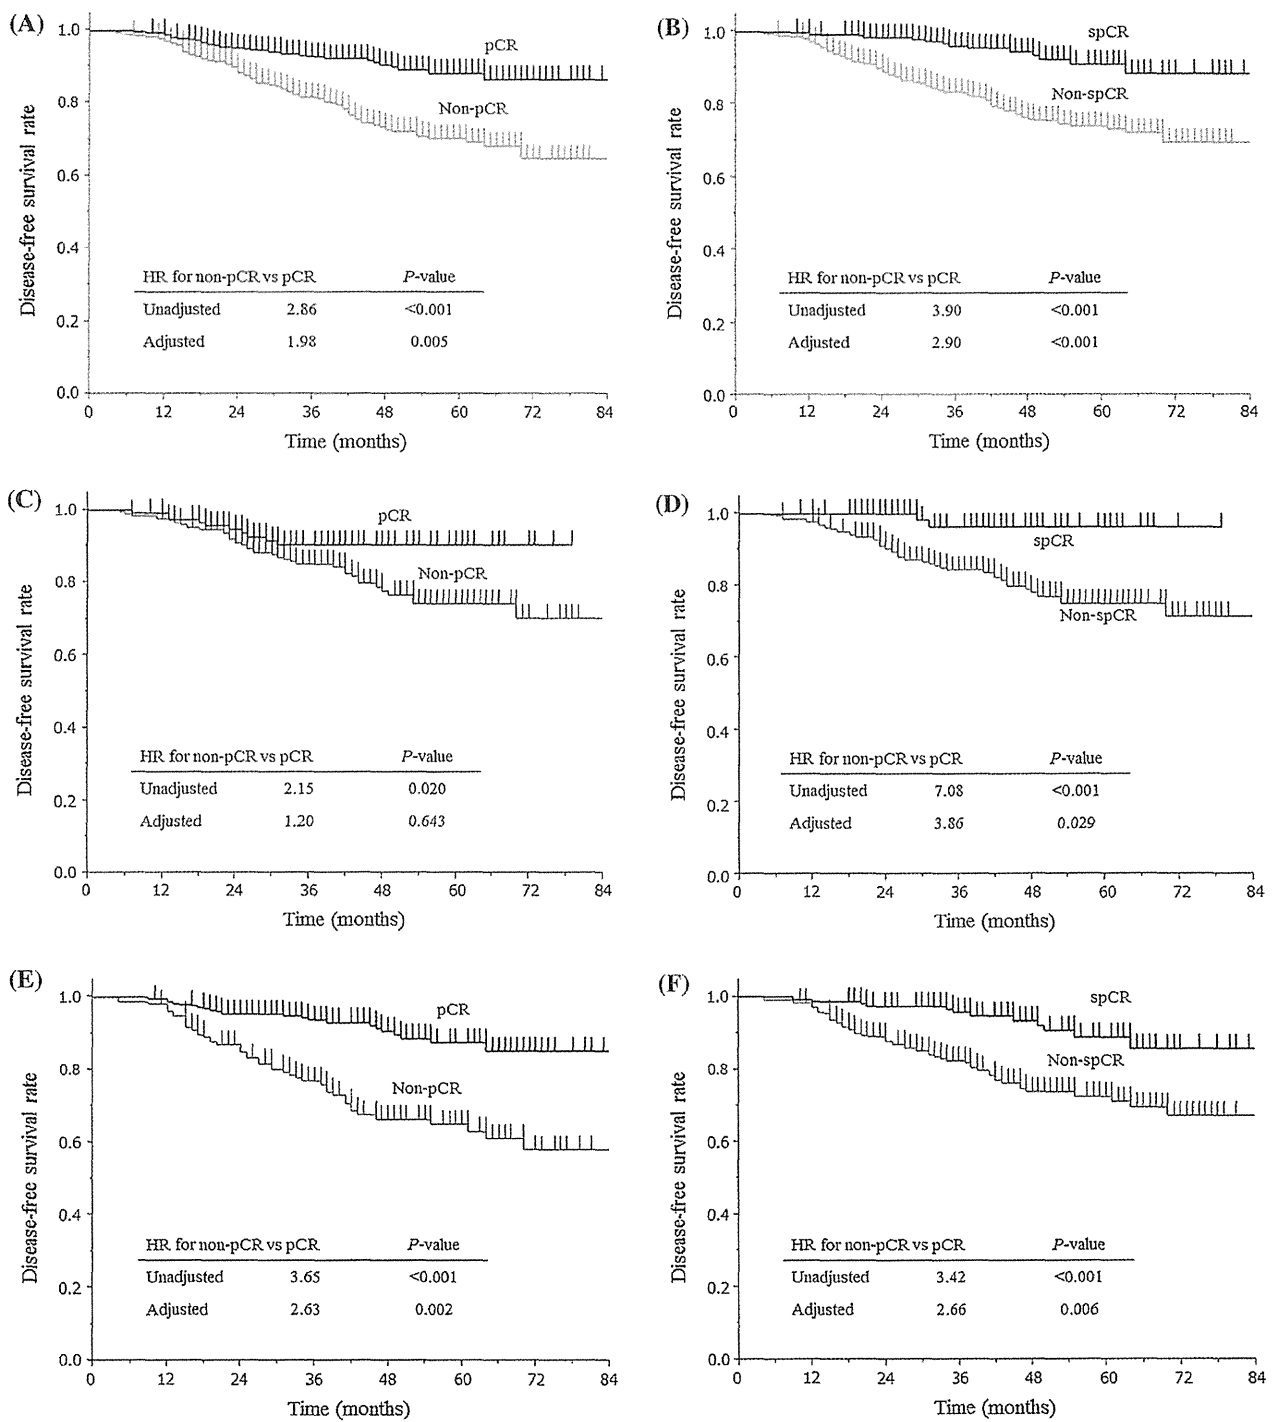 (A)
Disease-free survival rate
1.0
0.8
0.6
0.4
0.2
0.0
pCR
Non-pCR
HR for non-pCR vs pCR P-value
Unadjusted 2.86 <0.001
Adjusted 1.98 0.005
0 12 24 36 48 60 72 84
Time (months)
(B)
Disease-free survival rate
1.0
0.8
0.6
0.4
0.2
0.0
spCR
Non-spCR
HR for non-pCR vs pCR P-value
Unadjusted 3.90 <0.001
Adjusted 2.90 <0.001
0 12 24 36 48 60 72 84
Time (months)
(C)
Disease-free survival rate
1.0
0.8
0.6
0.4
0.2
0.0
pCR
Non-pCR
HR for non-pCR vs pCR P-value
Unadjusted 2.15 0.020
Adjusted 1.20 0.643
0 12 24 36 48 60 72 84
Time (months)
(D)
Disease-free survival rate
1.0
0.8
0.6
0.4
0.2
0.0
spCR
Non-spCR
HR for non-pCR vs pCR P-value
Unadjusted 7.08 <0.001
Adjusted 3.86 0.029
0 12 24 36 48 60 72 84
Time (months)
(E)
Disease-free survival rate
1.0
0.8
0.6
0.4
0.2
0.0
pCR
Non-pCR
HR for non-pCR vs pCR P-value
Unadjusted 3.65 <0.001
Adjusted 2.63 0.002
0 12 24 36 48 60 72 84
Time (months)
(F)
Disease-free survival rate
1.0
0.8
0.6
0.4
0.2
0.0
spCR
Non-spCR
HR for non-pCR vs pCR P-value
Unadjusted 3.42 <0.001
Adjusted 2.66 0.006
0 12 24 36 48 60 72 84
Time (months)